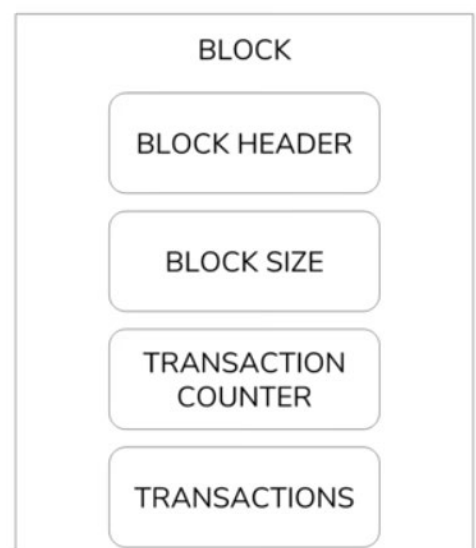 BLOCK
BLOCK HEADER
BLOCK SIZE
TRANSACTION
COUNTER
TRANSACTIONS